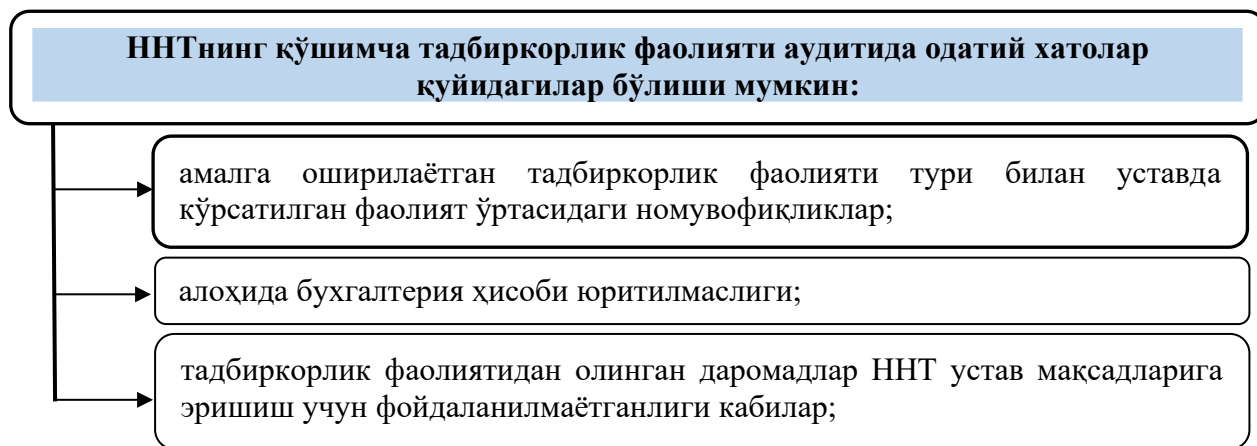 ННТнинг қўшимча тадбиркорлик фаолияти аудитида одатий хатолар
қуйидагилар бўлиши мумкин:
амалга оширилаётган тадбиркорлик фаолияти тури билан уставда
кўрсатилган фаолият ўртасидаги номувофиқликлар;
алоҳида бухгалтерия ҳисоби юритилмаслиги;
тадбиркорлик фаолиятидан олинган даромадлар ННТ устав мақсадларига
эришиш учун фойдаланилмаётганлиги кабилар;